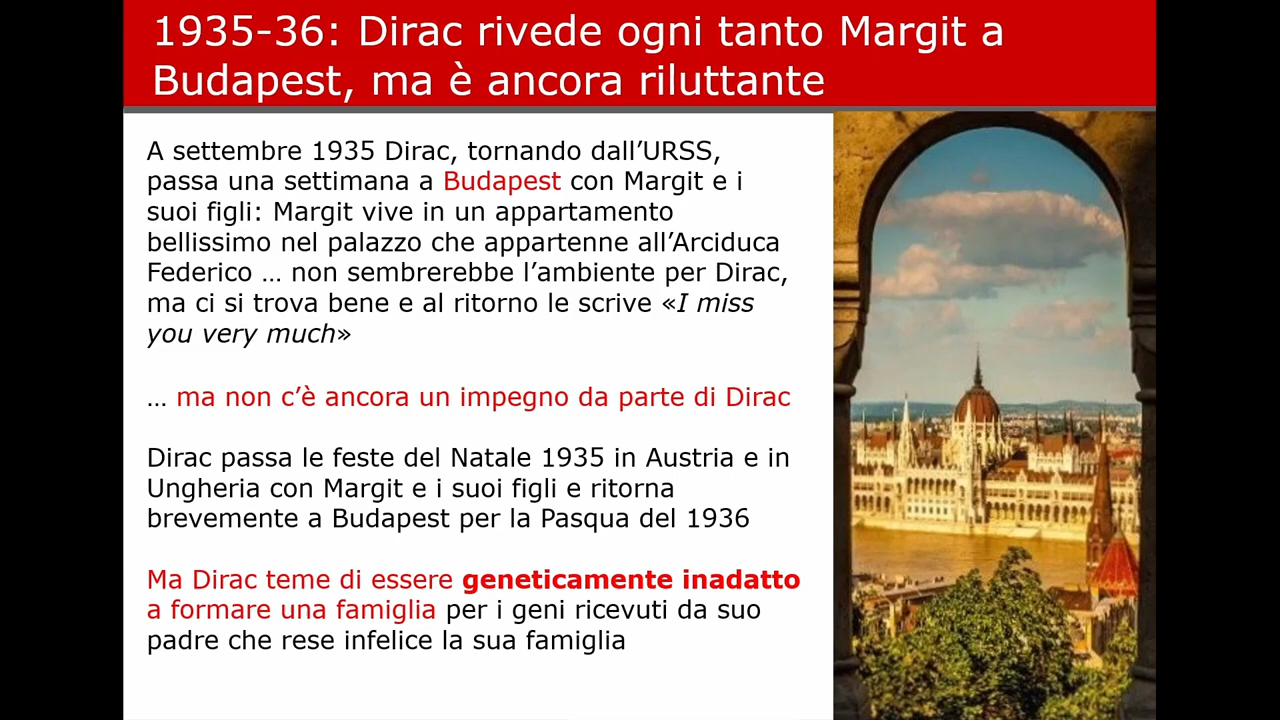 1935-36: Dirac rivede ogni tanto Margit a
Budapest, ma è ancora riluttante
A settembre 1935 Dirac, tornando dall’URSS,
passa una settimana a Budapest con Margit e i
suoi figli: Margit vive in un appartamento
bellissimo nel palazzo che appartenne all’Arciduca
Federico … non sembrerebbe l’ambiente per Dirac,
ma ci si trova bene e al ritorno le scrive «I miss
you very much»
… ma non c’è ancora un impegno da parte di Dirac
Dirac passa le feste del Natale 1935 in Austria e in
Ungheria con Margit e i suoi figli e ritorna
brevemente a Budapest per la Pasqua del 1936
Ma Dirac teme di essere geneticamente inadatto
a formare una famiglia per i geni ricevuti da suo
padre che rese infelice la sua famiglia